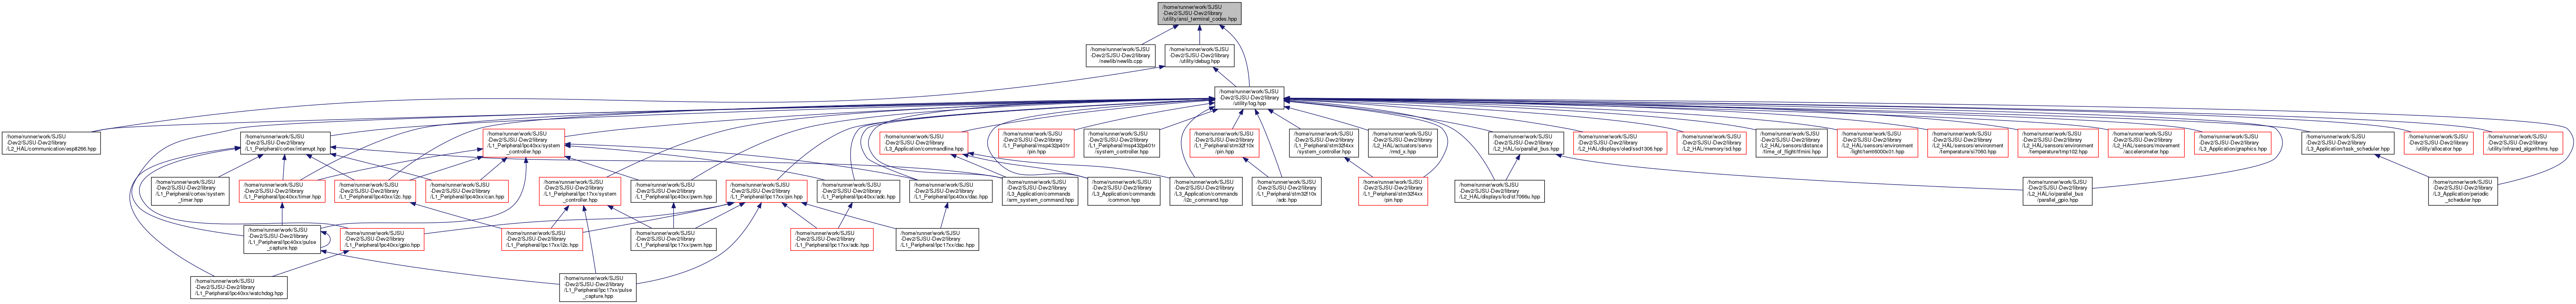 /home/runner/work/SJSU
-Dev2/SJSU-Dev2/library
/utility/ansi_terminal_codes.hpp
/home/runner/work/SJSU
-Dev2/SJSU-Dev2/library
/newlib/newlib.cpp
/home/runner/work/SJSU
-Dev2/SJSU-Dev2/library
/utility/debug.hpp
/home/runner/work/SJSU
-Dev2/SJSU-Dev2/library
/utility/log.hpp
/home/runner/work/SJSU
-Dev2/SJSU-Dev2/library
/L2_HAL/communication/esp8266.hpp
/home/runner/work/SJSU
-Dev2/SJSU-Dev2/library
/L1_Peripheral/cortex/interrupt.hpp
/home/runner/work/SJSU
-Dev2/SJSU-Dev2/library
/L1_Peripheral/lpc40xx/system
_controller.hpp
/home/runner/work/SJSU
-Dev2/SJSU-Dev2/library
/L3_Application/commandline.hpp
/home/runner/work/SJSU
-Dev2/SJSU-Dev2/library
/L1_Peripheral/msp432p401r
/pin.hpp
/home/runner/work/SJSU
-Dev2/SJSU-Dev2/library
/L1_Peripheral/msp432p401r
/system_controller.hpp
/home/runner/work/SJSU
-Dev2/SJSU-Dev2/library
/L1_Peripheral/stm32f10x
/pin.hpp
/home/runner/work/SJSU
-Dev2/SJSU-Dev2/library
/L1_Peripheral/stm32f4xx
/system_controller.hpp
/home/runner/work/SJSU
-Dev2/SJSU-Dev2/library
/L2_HAL/actuators/servo
/rmd_x.hpp
/home/runner/work/SJSU
-Dev2/SJSU-Dev2/library
/L2_HAL/io/parallel_bus.hpp
/home/runner/work/SJSU
-Dev2/SJSU-Dev2/library
/L2_HAL/displays/oled/ssd1306.hpp
/home/runner/work/SJSU
-Dev2/SJSU-Dev2/library
/L2_HAL/memory/sd.hpp
/home/runner/work/SJSU
-Dev2/SJSU-Dev2/library
/L2_HAL/sensors/distance
/time_of_flight/tfmini.hpp
/home/runner/work/SJSU
-Dev2/SJSU-Dev2/library
/L2_HAL/sensors/environment
/light/temt6000x01.hpp
/home/runner/work/SJSU
-Dev2/SJSU-Dev2/library
/L2_HAL/sensors/environment
/temperature/si7060.hpp
/home/runner/work/SJSU
-Dev2/SJSU-Dev2/library
/L2_HAL/sensors/environment
/temperature/tmp102.hpp
/home/runner/work/SJSU
-Dev2/SJSU-Dev2/library
/L2_HAL/sensors/movement
/accelerometer.hpp
/home/runner/work/SJSU
-Dev2/SJSU-Dev2/library
/L3_Application/graphics.hpp
/home/runner/work/SJSU
-Dev2/SJSU-Dev2/library
/L3_Application/task_scheduler.hpp
/home/runner/work/SJSU
-Dev2/SJSU-Dev2/library
/utility/allocator.hpp
/home/runner/work/SJSU
-Dev2/SJSU-Dev2/library
/utility/infrared_algorithms.hpp
/home/runner/work/SJSU
-Dev2/SJSU-Dev2/library
/L1_Peripheral/cortex/system
_timer.hpp
/home/runner/work/SJSU
-Dev2/SJSU-Dev2/library
/L1_Peripheral/lpc40xx/timer.hpp
/home/runner/work/SJSU
-Dev2/SJSU-Dev2/library
/L1_Peripheral/lpc40xx/i2c.hpp
/home/runner/work/SJSU
-Dev2/SJSU-Dev2/library
/L1_Peripheral/lpc40xx/can.hpp
/home/runner/work/SJSU
-Dev2/SJSU-Dev2/library
/L1_Peripheral/lpc17xx/system
_controller.hpp
/home/runner/work/SJSU
-Dev2/SJSU-Dev2/library
/L1_Peripheral/lpc40xx/pwm.hpp
/home/runner/work/SJSU
-Dev2/SJSU-Dev2/library
/L1_Peripheral/lpc17xx/pin.hpp
/home/runner/work/SJSU
-Dev2/SJSU-Dev2/library
/L1_Peripheral/lpc40xx/adc.hpp
/home/runner/work/SJSU
-Dev2/SJSU-Dev2/library
/L1_Peripheral/lpc40xx/dac.hpp
/home/runner/work/SJSU
-Dev2/SJSU-Dev2/library
/L3_Application/commands
/arm_system_command.hpp
/home/runner/work/SJSU
-Dev2/SJSU-Dev2/library
/L3_Application/commands
/common.hpp
/home/runner/work/SJSU
-Dev2/SJSU-Dev2/library
/L3_Application/commands
/i2c_command.hpp
/home/runner/work/SJSU
-Dev2/SJSU-Dev2/library
/L1_Peripheral/stm32f10x
/adc.hpp
/home/runner/work/SJSU
-Dev2/SJSU-Dev2/library
/L1_Peripheral/stm32f4xx
/pin.hpp
/home/runner/work/SJSU
-Dev2/SJSU-Dev2/library
/L2_HAL/displays/lcd/st7066u.hpp
/home/runner/work/SJSU
-Dev2/SJSU-Dev2/library
/L2_HAL/io/parallel_bus
/parallel_gpio.hpp
/home/runner/work/SJSU
-Dev2/SJSU-Dev2/library
/L3_Application/periodic
_scheduler.hpp
/home/runner/work/SJSU
-Dev2/SJSU-Dev2/library
/L1_Peripheral/lpc40xx/pulse
_capture.hpp
/home/runner/work/SJSU
-Dev2/SJSU-Dev2/library
/L1_Peripheral/lpc40xx/gpio.hpp
/home/runner/work/SJSU
-Dev2/SJSU-Dev2/library
/L1_Peripheral/lpc17xx/i2c.hpp
/home/runner/work/SJSU
-Dev2/SJSU-Dev2/library
/L1_Peripheral/lpc17xx/pwm.hpp
/home/runner/work/SJSU
-Dev2/SJSU-Dev2/library
/L1_Peripheral/lpc17xx/adc.hpp
/home/runner/work/SJSU
-Dev2/SJSU-Dev2/library
/L1_Peripheral/lpc17xx/dac.hpp
/home/runner/work/SJSU
-Dev2/SJSU-Dev2/library
/L1_Peripheral/lpc40xx/watchdog.hpp
/home/runner/work/SJSU
-Dev2/SJSU-Dev2/library
/L1_Peripheral/lpc17xx/pulse
_capture.hpp